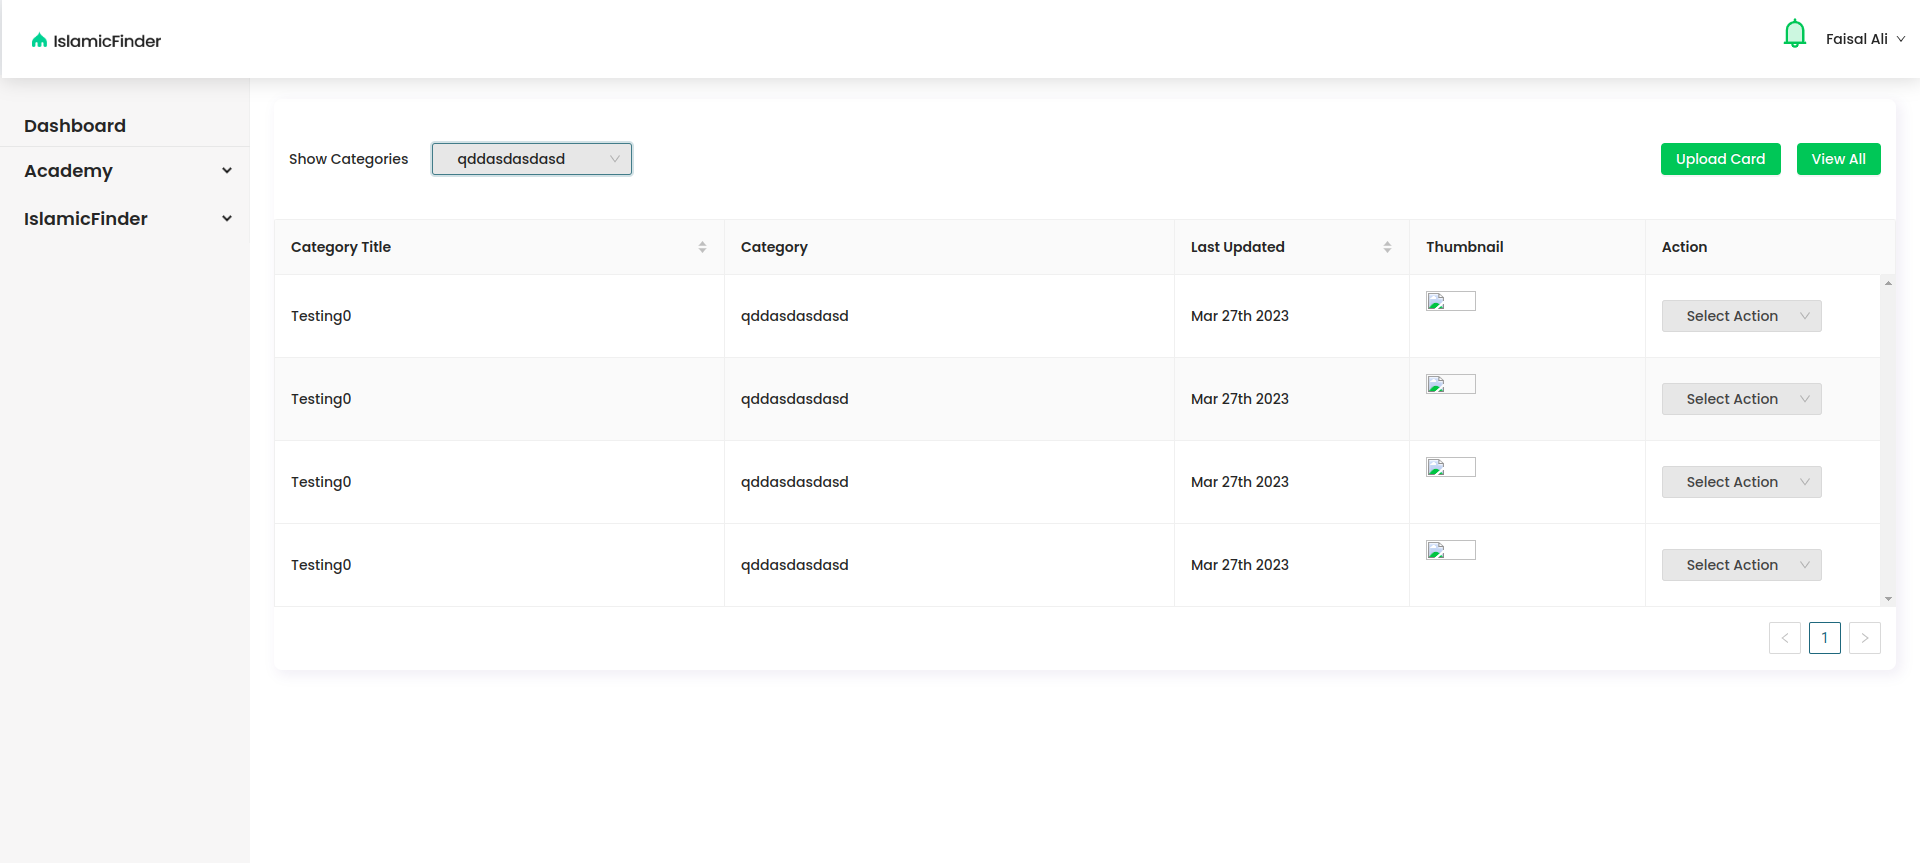 IslamicFinder
Faisal Ali
Dashboard
Academy
IslamicFinder
Show Categories
qddasdasdasd
Upload Card
View All
Category Title
Category
Last Updated
Thumbnail
Action
Testing0
qddasdasdasd
Mar 27th 2023
Select Action
Testing0
qddasdasdasd
Mar 27th 2023
Select Action
Testing0
qddasdasdasd
Mar 27th 2023
Select Action
Testing0
qddasdasdasd
Mar 27th 2023
Select Action
1